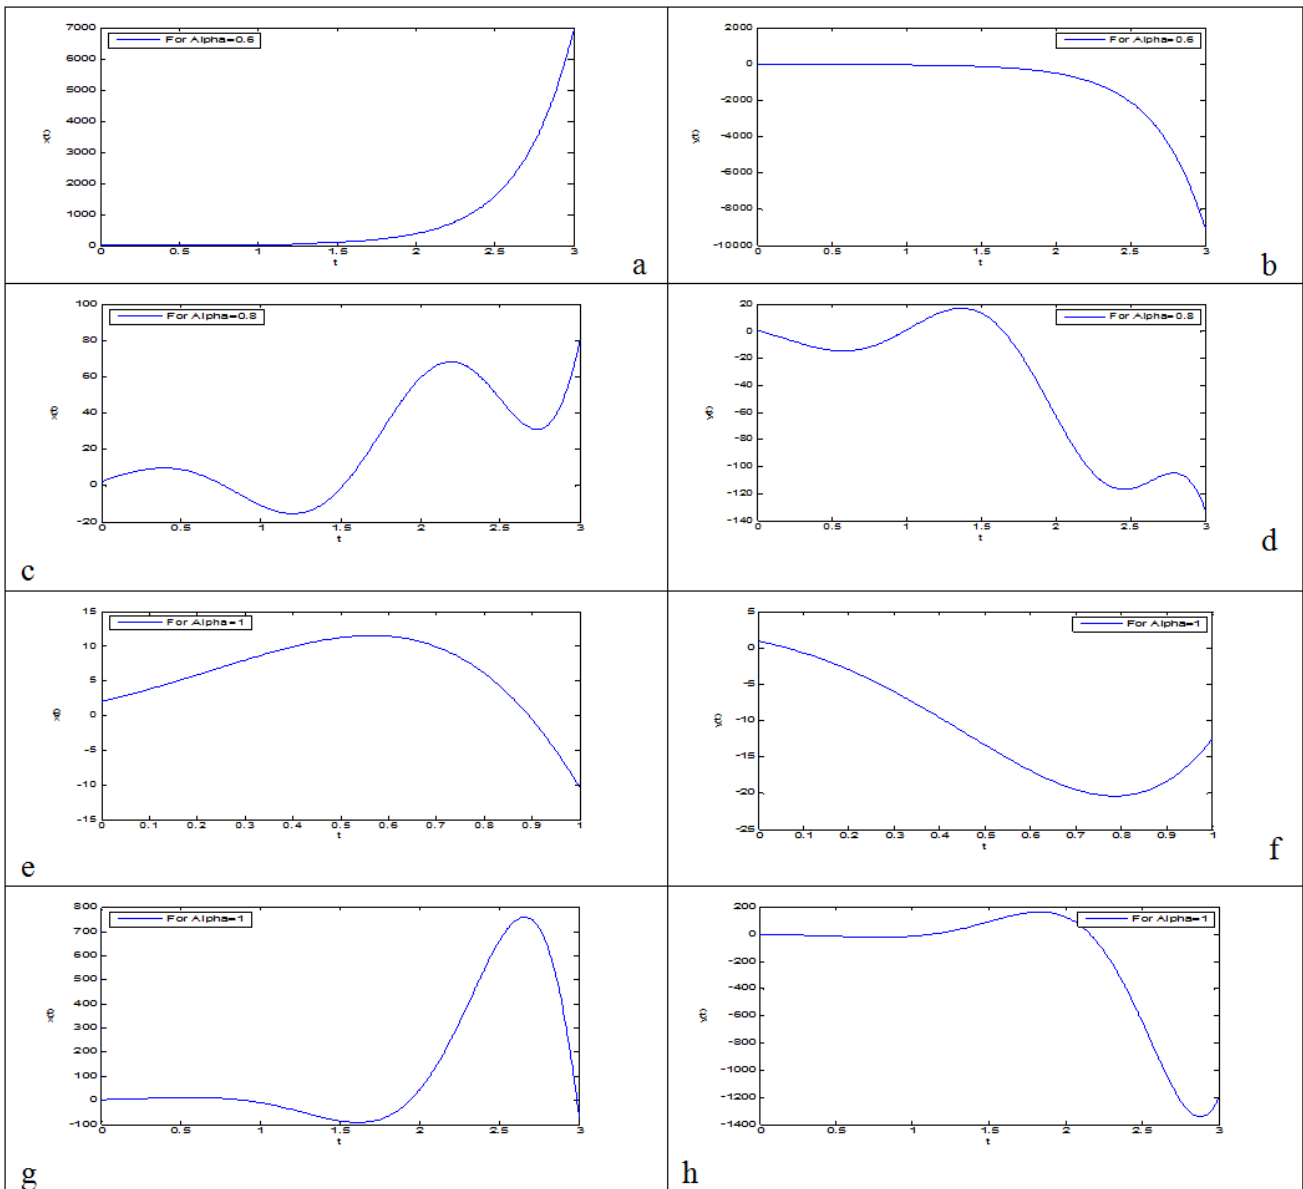 For Alpha=0.6
7000
6000
5000
4000
3000
2000
1000
0
x(t)
0 0.5 1 1.5 2 2.5 3
t
a
For Alpha=0.6
2000
0
-2000
-4000
-6000
-8000
-10000
y(t)
0 0.5 1 1.5 2 2.5 3
t
b
For Alpha=0.8
100
80
60
40
20
0
-20
x(t)
0 0.5 1 1.5 2 2.5 3
t
c
For Alpha=0.8
20
0
-20
-40
-60
-80
-100
-120
-140
y(t)
0 0.5 1 1.5 2 2.5 3
t
d
For Alpha=1
15
10
5
0
-5
-10
-15
x(t)
0 0.1 0.2 0.3 0.4 0.5 0.6 0.7 0.8 0.9 1
t
e
For Alpha=1
5
0
-5
-10
-15
-20
-25
y(t)
0 0.1 0.2 0.3 0.4 0.5 0.6 0.7 0.8 0.9 1
t
f
For Alpha=1
800
700
600
500
400
300
200
100
0
-100
x(t)
0 0.5 1 1.5 2 2.5 3
t
g
For Alpha=1
200
0
-200
-400
-600
-800
-1000
-1200
-1400
y(t)
0 0.5 1 1.5 2 2.5 3
t
h